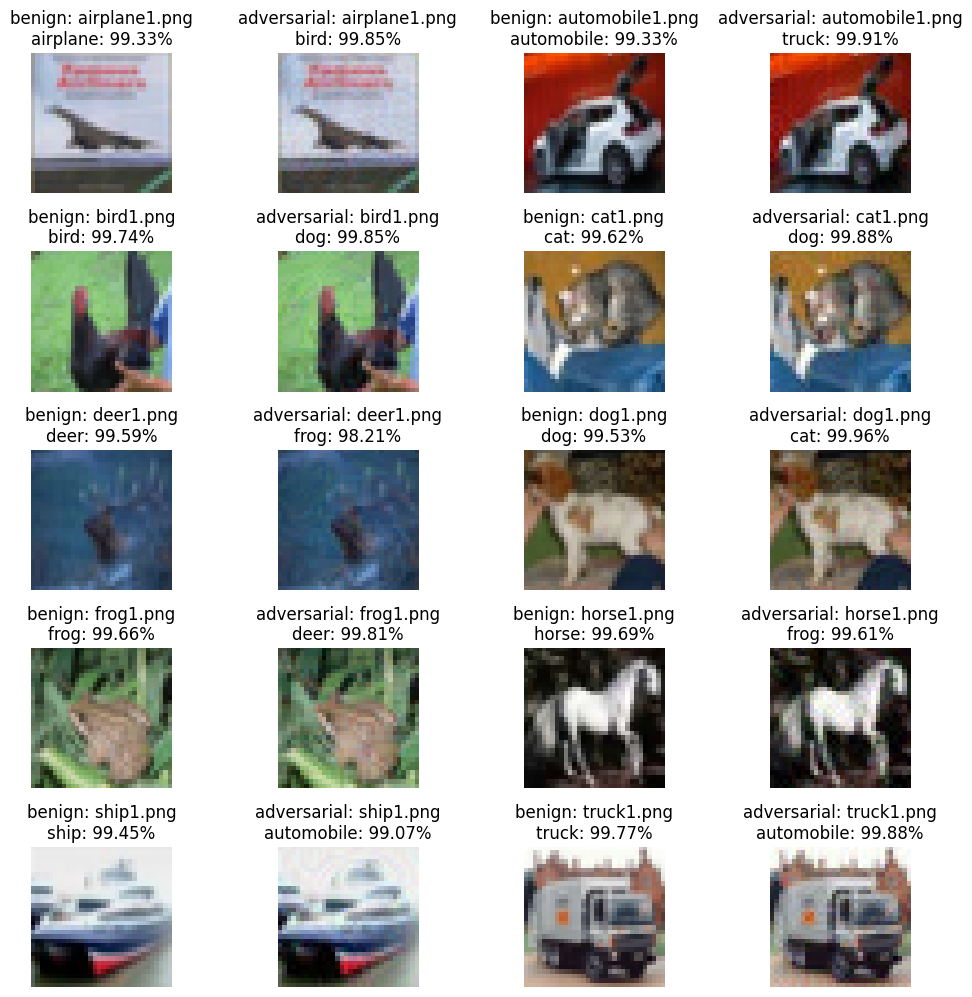 benign: airplane1.png
airplane: 99.33%
adversarial: airplane1.png
bird: 99.85%
benign: automobile1.png
automobile: 99.33%
adversarial: automobile1.png
truck: 99.91%
benign: bird1.png
bird: 99.74%
adversarial: bird1.png
dog: 99.85%
benign: cat1.png
cat: 99.62%
adversarial: cat1.png
dog: 99.88%
benign: deer1.png
deer: 99.59%
adversarial: deer1.png
frog: 98.21%
benign: dog1.png
dog: 99.53%
adversarial: dog1.png
cat: 99.96%
benign: frog1.png
frog: 99.66%
adversarial: frog1.png
deer: 99.81%
benign: horse1.png
horse: 99.69%
adversarial: horse1.png
frog: 99.61%
benign: ship1.png
ship: 99.45%
adversarial: ship1.png
automobile: 99.07%
benign: truck1.png
truck: 99.77%
adversarial: truck1.png
automobile: 99.88%